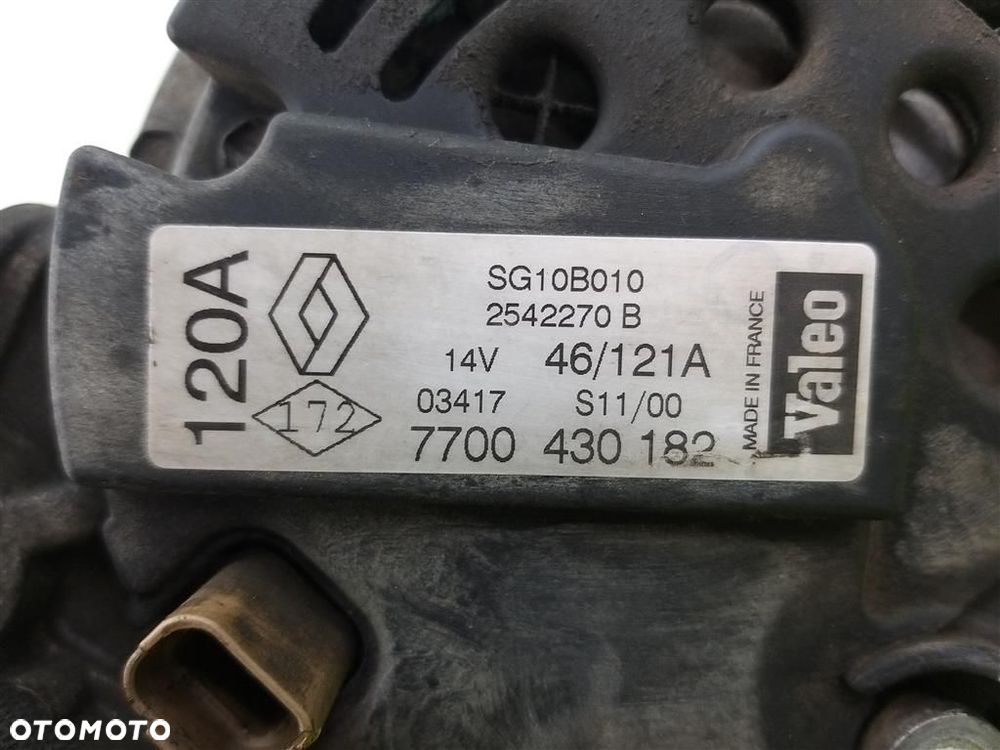 120A
172
SG10B010
2542270 B
14V 46/121A
03417 S11/00
7700 430 182
MADE IN FRANCE
Valeo
OTOMOTO